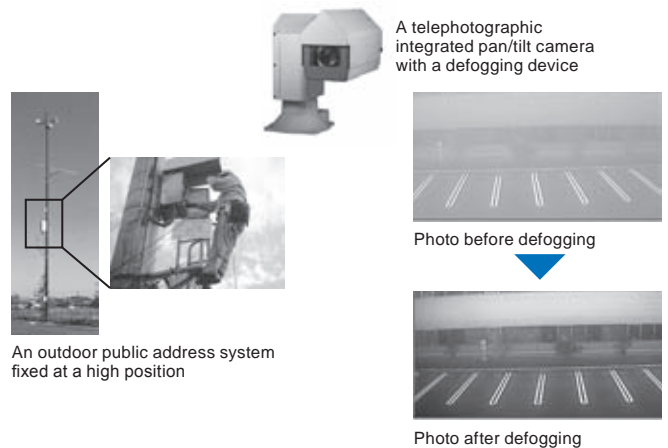 A telephotographic
integrated pan/tilt camera
with a defogging device
Photo before defogging
An outdoor public address system
fixed at a high position
Photo after defogging